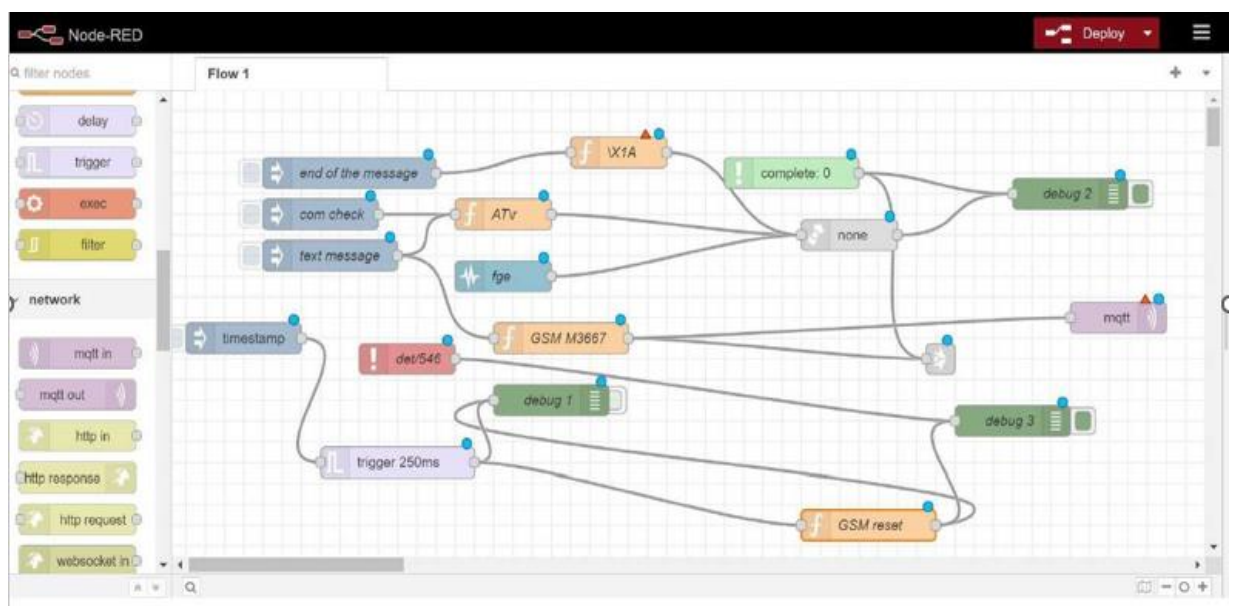 Node-RED
Deploy
filter nodes
Flow 1
delay
trigger
exec
filter
network
mqtt in
mqtt out
http in
http response
http request
websocket in
end of the message
\X1A
complete: 0
debug 2
com check
ATv
none
text message
fge
mqtt
timestamp
GSM M3667
det/546
debug 1
debug 3
trigger 250ms
GSM reset